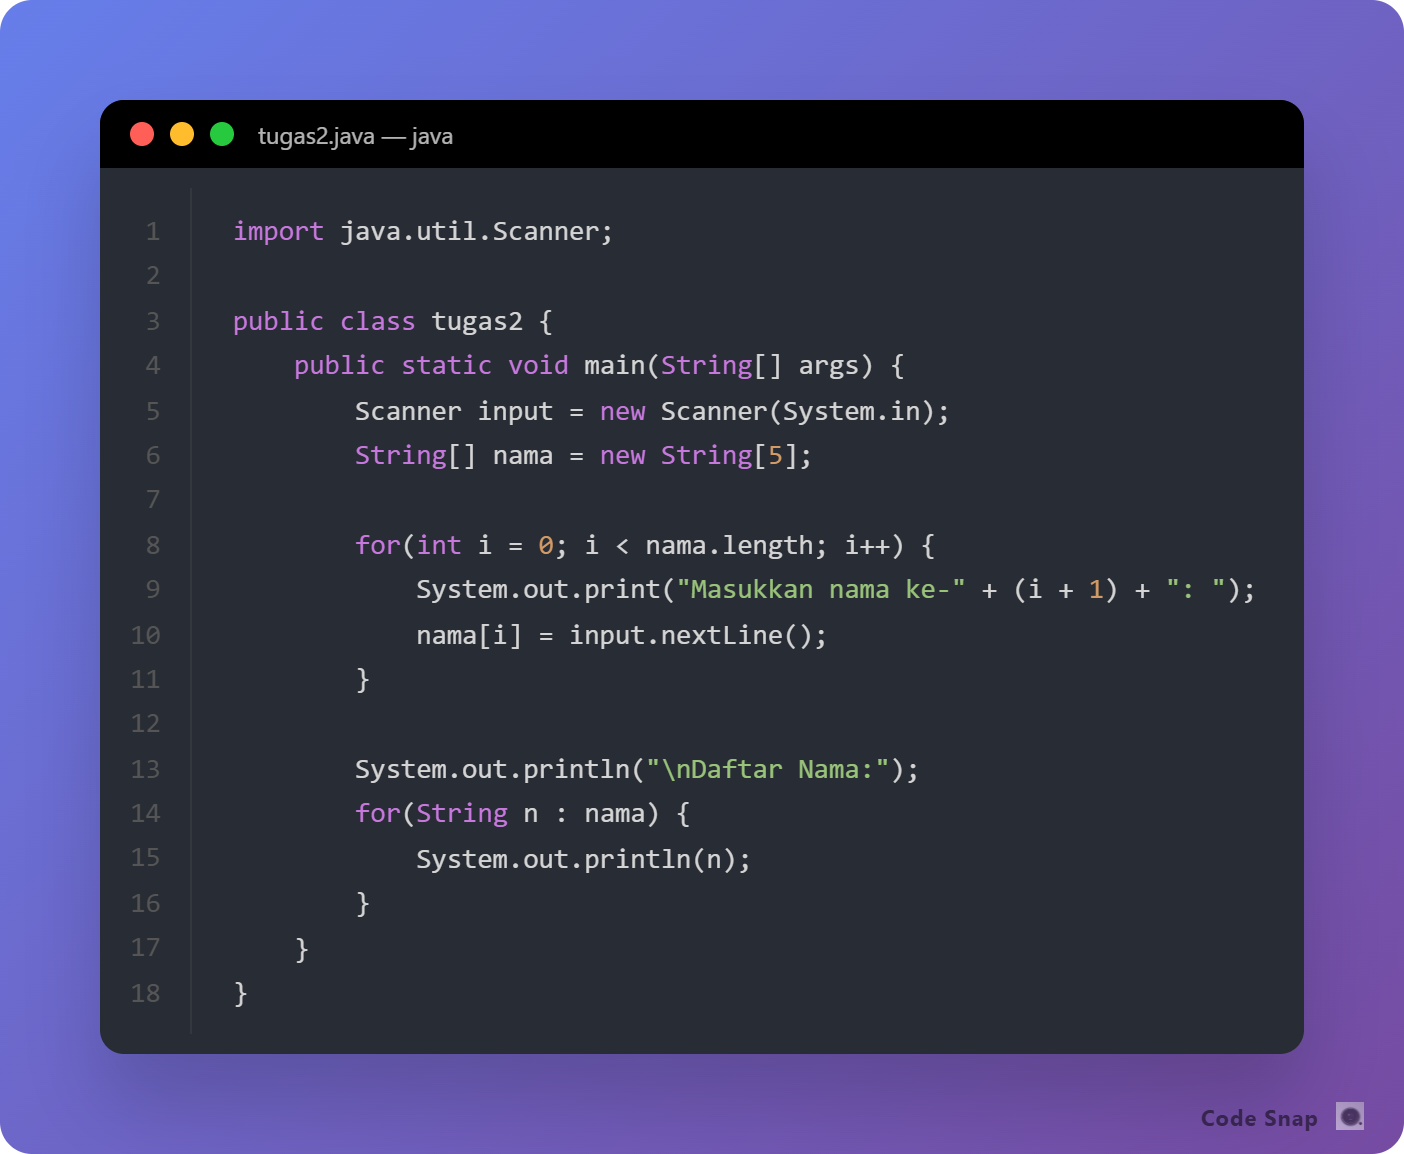 tugas2.java — java
1 import java.util.Scanner;
2
3 public class tugas2 {
4     public static void main(String[] args) {
5         Scanner input = new Scanner(System.in);
6         String[] nama = new String[5];
7
8         for(int i = 0; i < nama.length; i++) {
9             System.out.print("Masukkan nama ke-" + (i + 1) + ": ");
10             nama[i] = input.nextLine();
11         }
12
13         System.out.println("\nDaftar Nama:");
14         for(String n : nama) {
15             System.out.println(n);
16         }
17     }
18 }
Code Snap